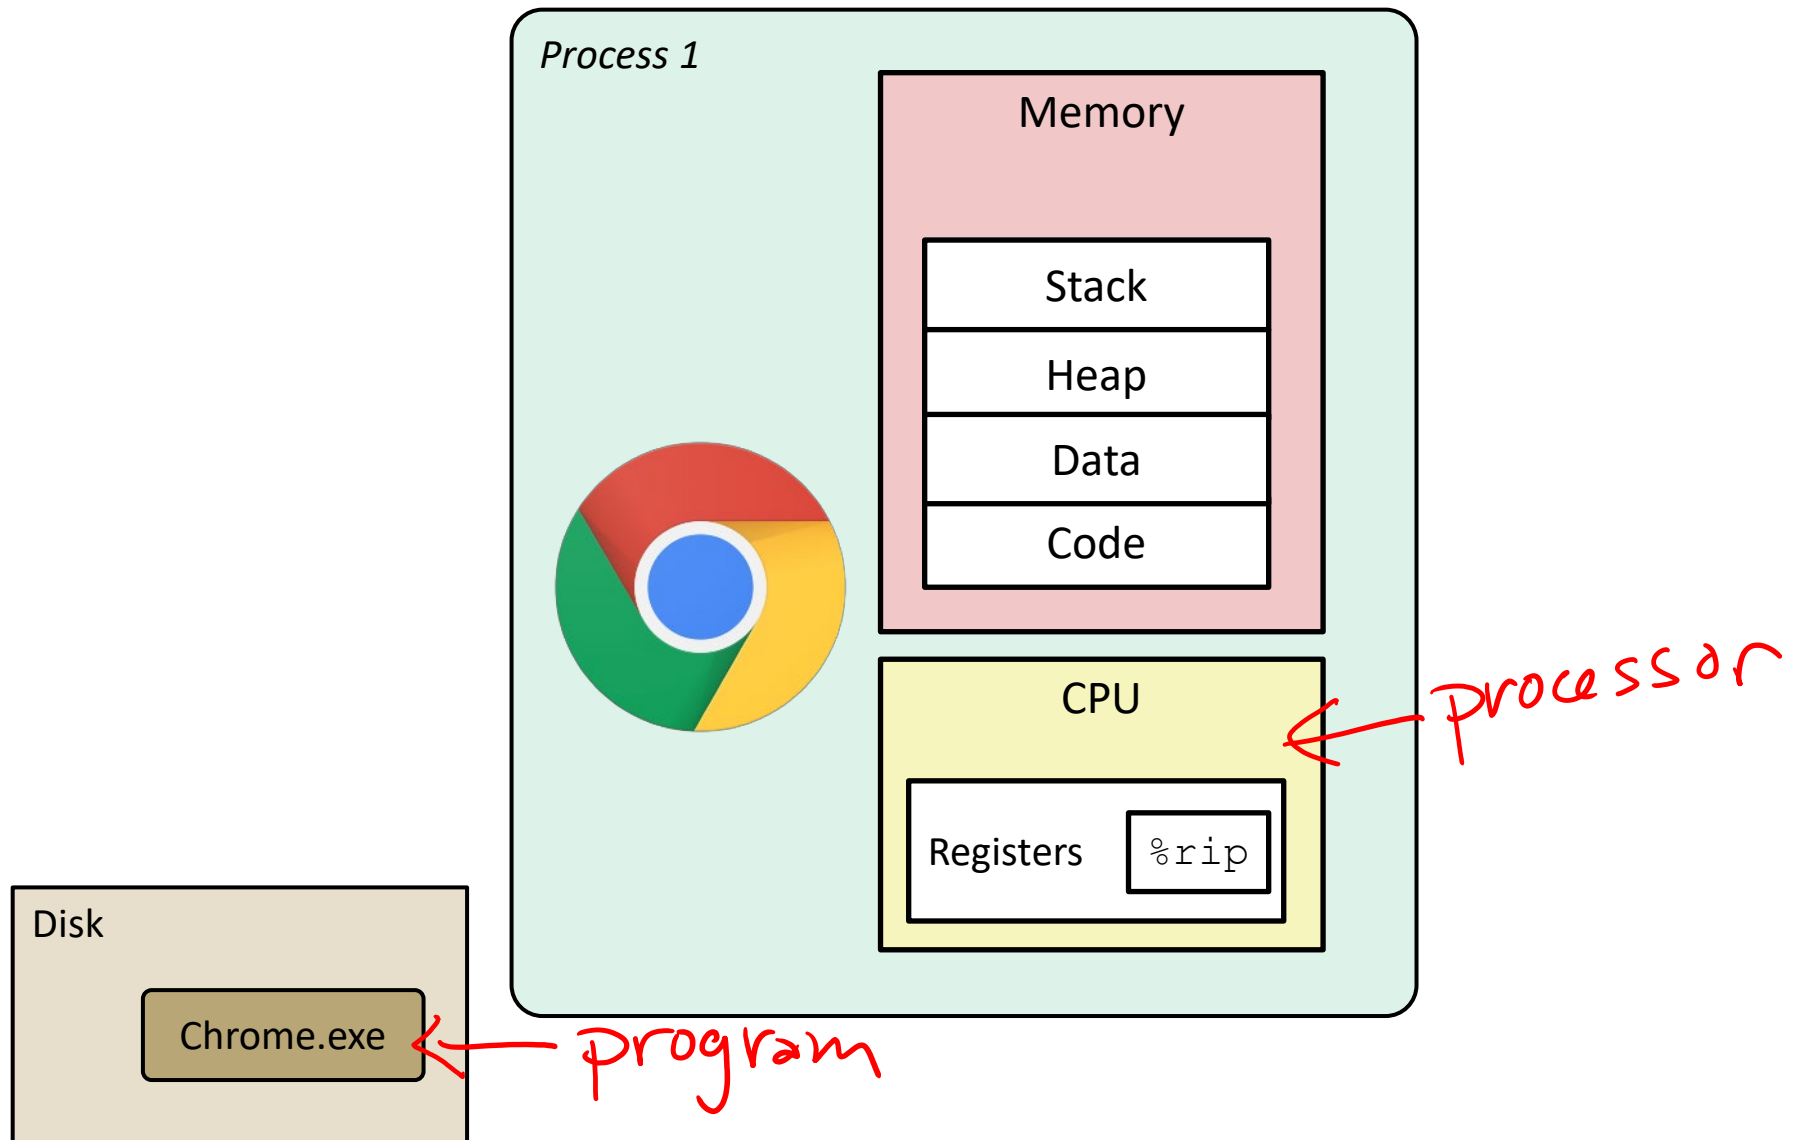 Process 1
Memory
Stack
Heap
Data
Code
CPU
processor
Registers %rip
Disk
Chrome.exe
program